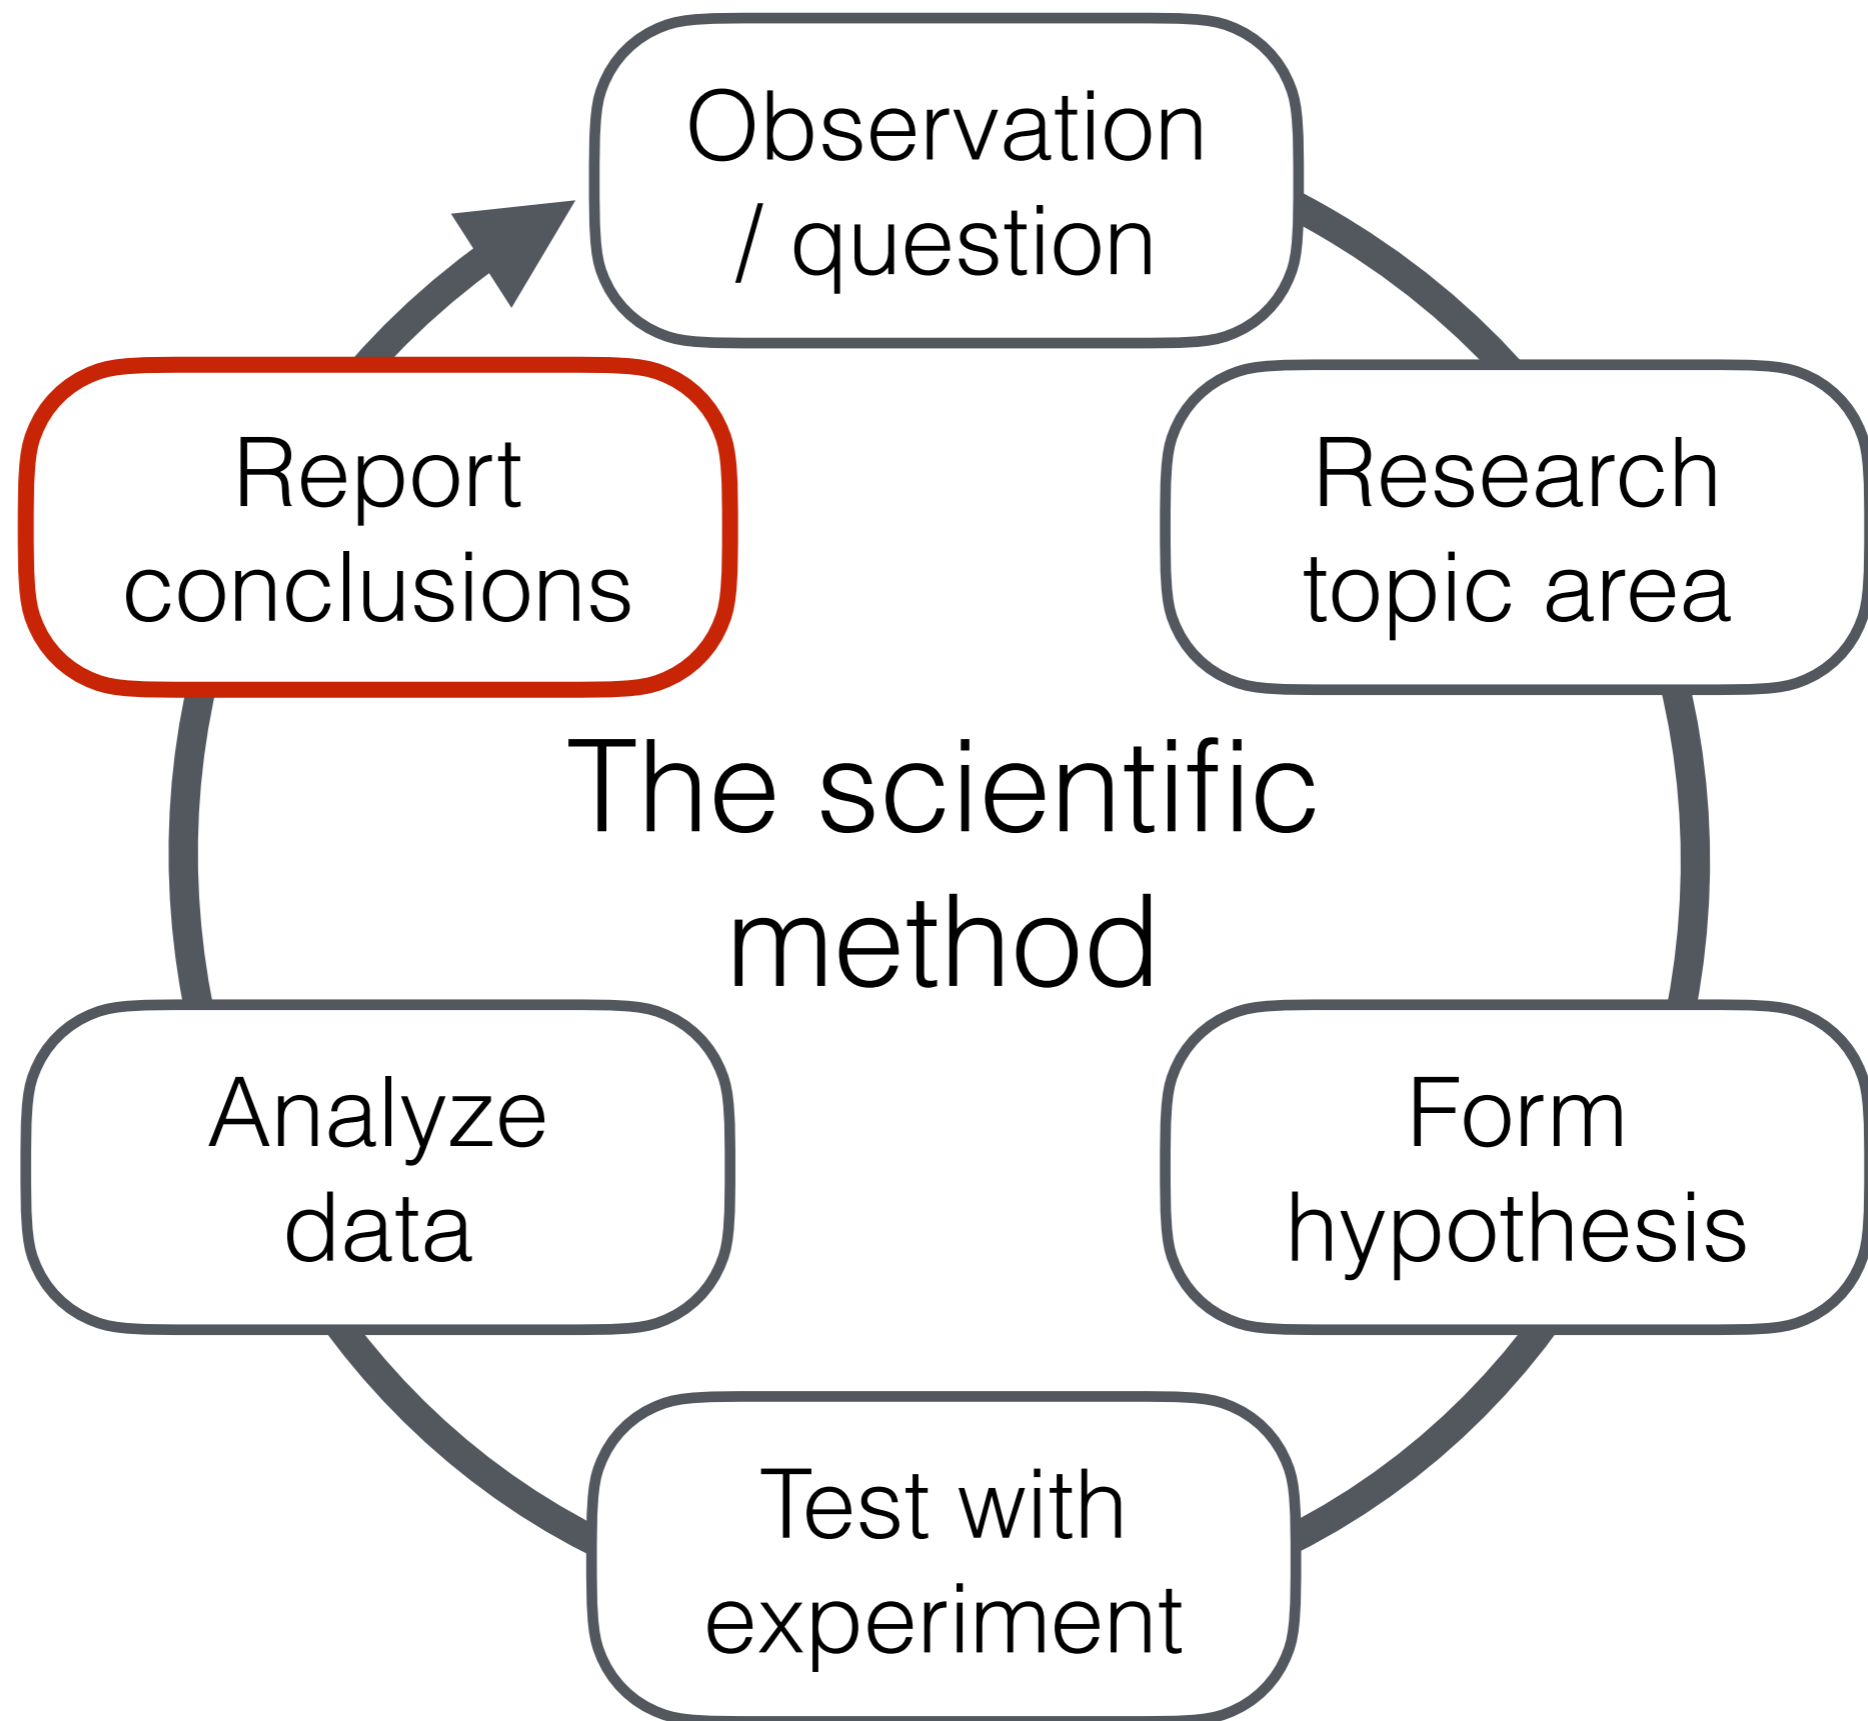 Observation
/ question
Research
topic area
Form
hypothesis
Test with
experiment
Analyze
data
Report
conclusions
The scientific
method